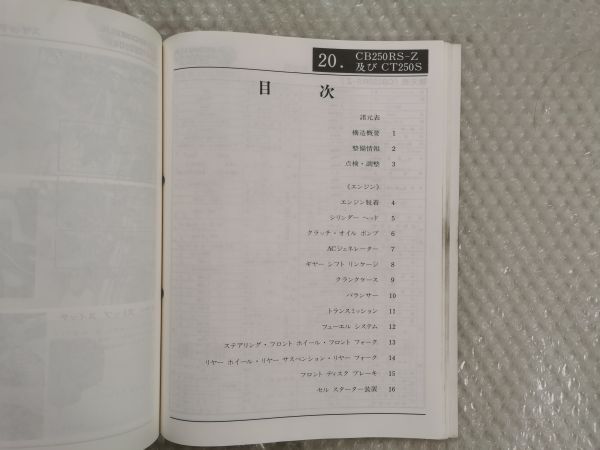 20. CB250RS-Z
及び CT250S
目 次
諸元表
構造概要 1
整備情報 2
点検・調整 3
《エンジン》
エンジン脱着 4
シリンダー ヘッド 5
クラッチ・オイル ポンプ 6
ACジェネレーター 7
ギヤー シフト リンケージ 8
クランクケース 9
バランサー 10
トランスミッション 11
フューエル システム 12
ステアリング・フロント ホイール・フロント フォーク 13
リヤー ホイール・リヤー サスペンション・リヤー フォーク 14
フロント ディスク ブレーキ 15
セル スターター装置 16